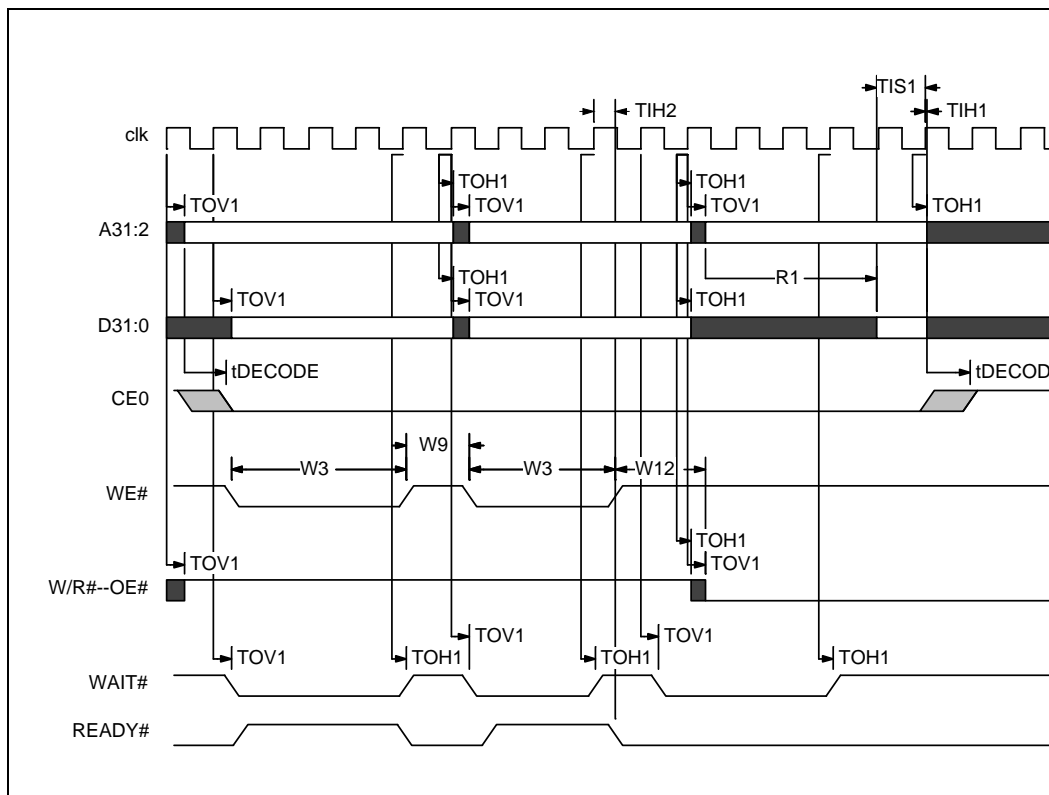 TIS1
TIH2
TIH1
clk
TOH1
TOH1
TOV1
TOV1
TOV1
TOH1
A31:2
TOH1
R1
TOV1
TOV1
TOH1
D31:0
tDECODE
tDECOD
CE0
W9
W3
W3
W12
WE#
TOH1
TOV1
TOV1
W/R#--OE#
TOV1
TOV1
TOV1
TOH1
TOH1
TOH1
WAIT#
READY#